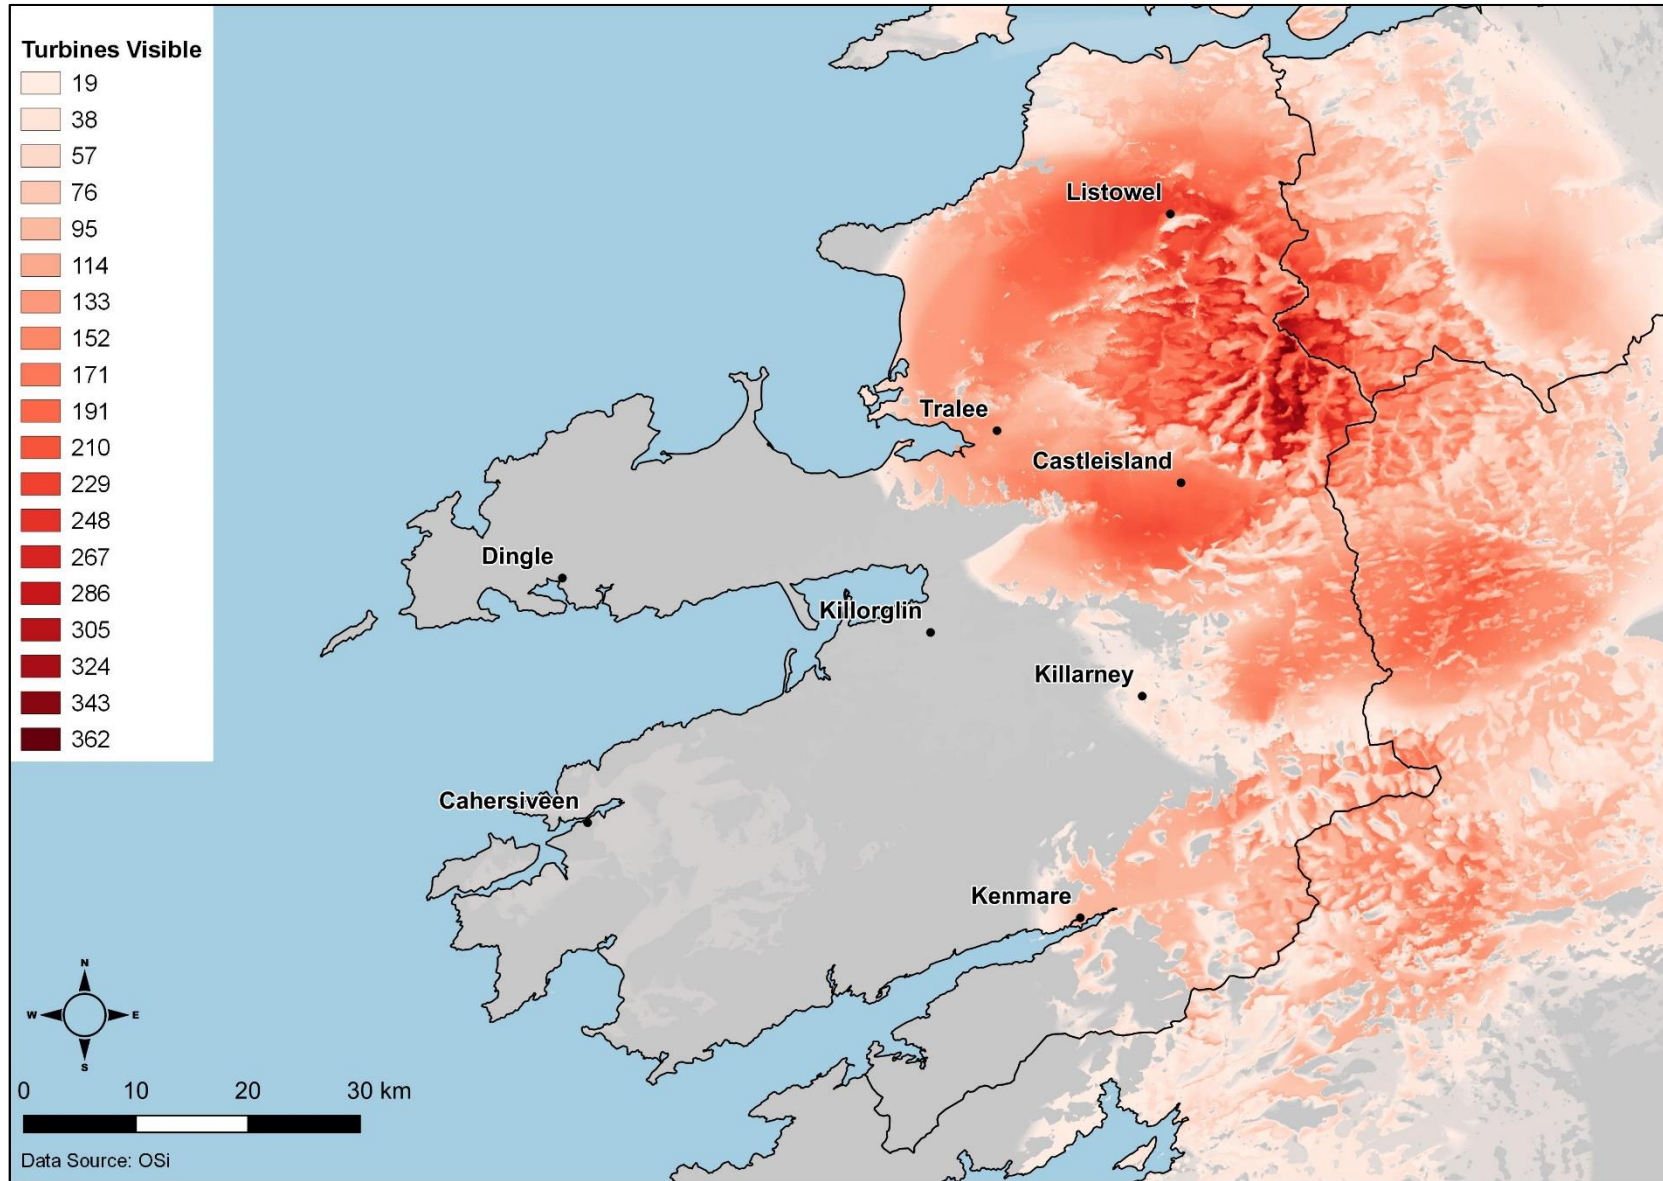 Turbines Visible
19
38
57
76
95
114
133
152
171
191
210
229
248
267
286
305
324
343
362
Listowel
Tralee
Castleisland
Dingle
Killorglin
Killarney
Cahersiveen
Kenmare
N
W E
S
0 10 20 30 km
Data Source: OSi